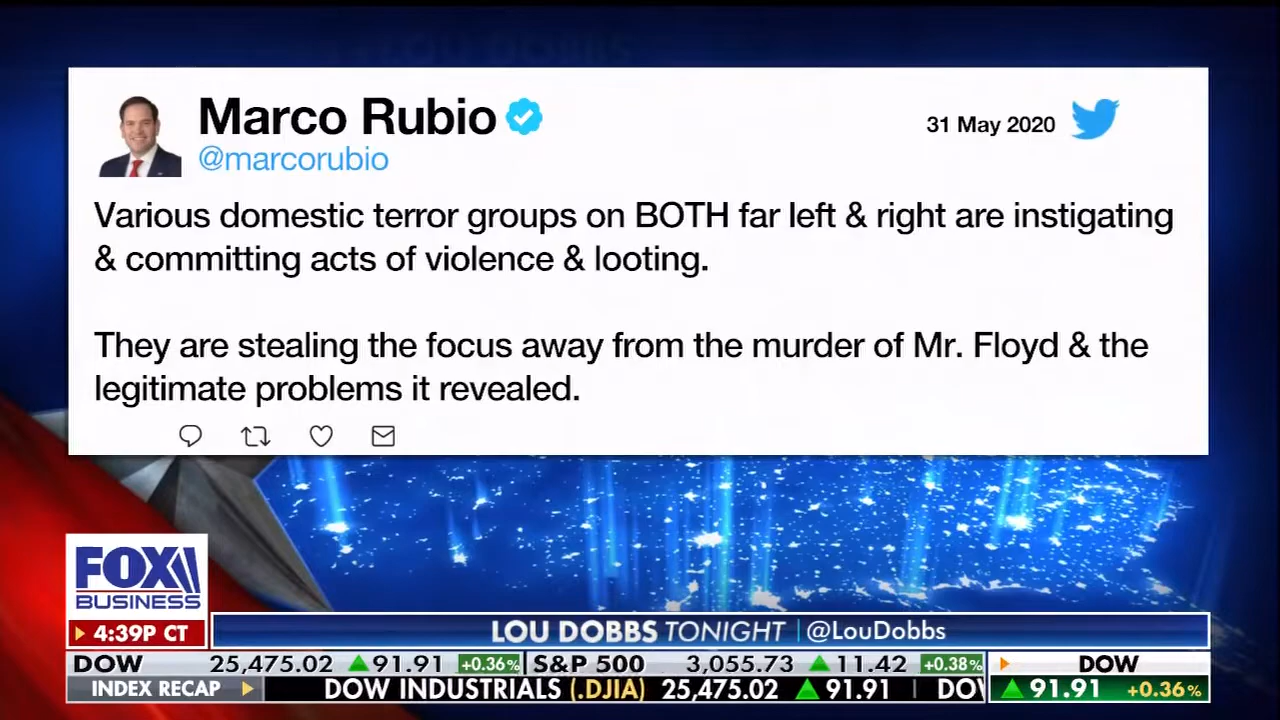 Marco Rubio
@marcorubio
31 May 2020
Various domestic terror groups on BOTH far left & right are instigating
& committing acts of violence & looting.
They are stealing the focus away from the murder of Mr. Floyd & the
legitimate problems it revealed.
FOX
BUSINESS
4:39P CT
LOU DOBBS TONIGHT | @LouDobbs
DOW 25,475.02 ▲91.91 +0.36% S&P 500 3,055.73 ▲11.42 +0.38%
DOW
INDEX RECAP
DOW INDUSTRIALS (.DJIA) 25,475.02 ▲91.91 |
▲91.91 +0.36%